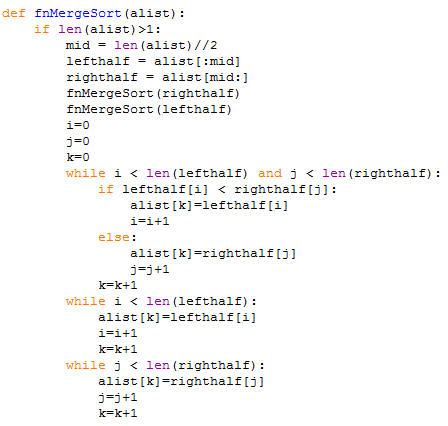 def fnMergeSort(alist):
    if len(alist)>1:
        mid = len(alist)//2
        lefthalf = alist[:mid]
        righthalf = alist[mid:]
        fnMergeSort(righthalf)
        fnMergeSort(lefthalf)
        i=0
        j=0
        k=0
        while i < len(lefthalf) and j < len(righthalf):
            if lefthalf[i] < righthalf[j]:
                alist[k]=lefthalf[i]
                i=i+1
            else:
                alist[k]=righthalf[j]
                j=j+1
            k=k+1
        while i < len(lefthalf):
            alist[k]=lefthalf[i]
            i=i+1
            k=k+1
        while j < len(righthalf):
            alist[k]=righthalf[j]
            j=j+1
            k=k+1